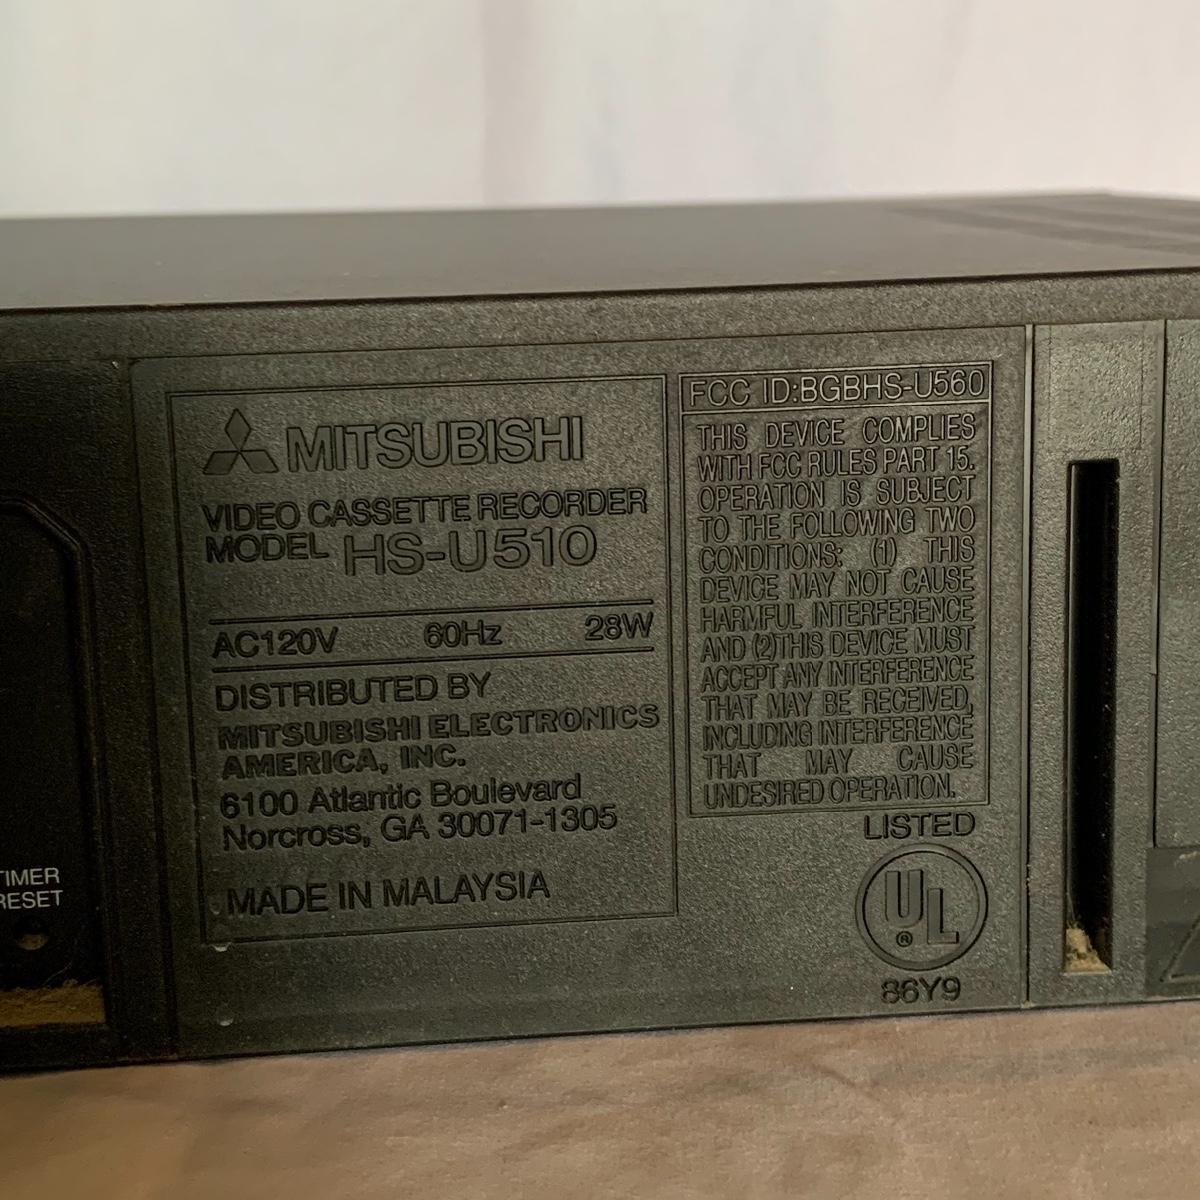 MITSUBISHI
VIDEO CASSETTE RECORDER
MODEL HS-U510
AC120V 60Hz 28W
DISTRIBUTED BY
MITSUBISHI ELECTRONICS
AMERICA, INC.
6100 Atlantic Boulevard
Norcross, GA 30071-1305
MADE IN MALAYSIA
FCC ID:BGBHS-U560
THIS DEVICE COMPLIES
WITH FCC RULES PART 15.
OPERATION IS SUBJECT
TO THE FOLLOWING TWO
CONDITIONS: (1) THIS
DEVICE MAY NOT CAUSE
HARMFUL INTERFERENCE
AND (2)THIS DEVICE MUST
ACCEPT ANY INTERFERENCE
THAT MAY BE RECEIVED,
INCLUDING INTERFERENCE
THAT MAY CAUSE
UNDESIRED OPERATION.
LISTED
UL
®
86Y9
TIMER
RESET